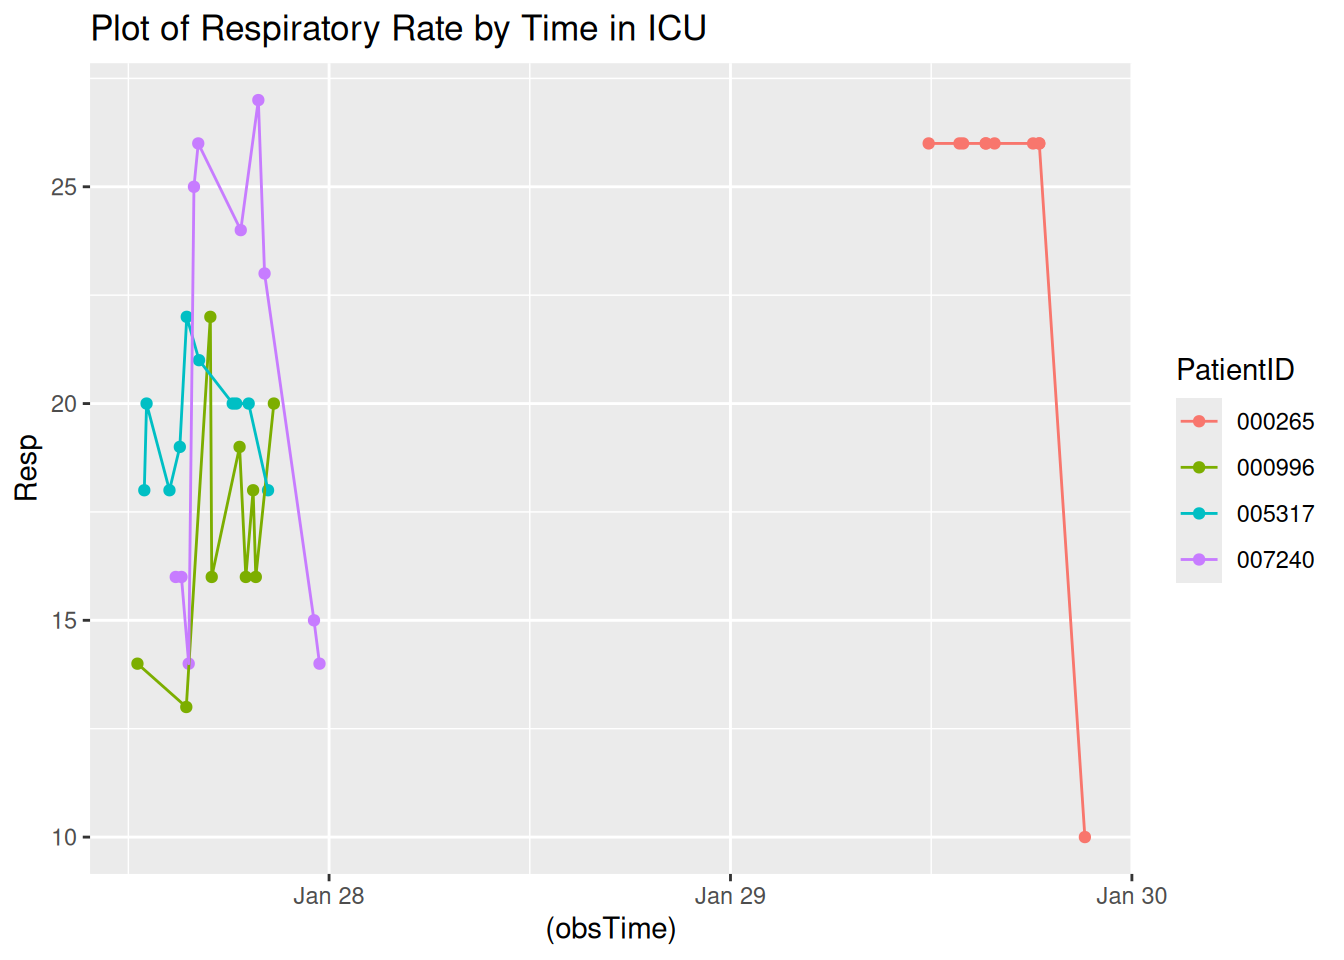 Plot of Respiratory Rate by Time in ICU
25
20
15
10
Resp
Jan 28
Jan 29
Jan 30
(obsTime)
PatientID
000265
000996
005317
007240